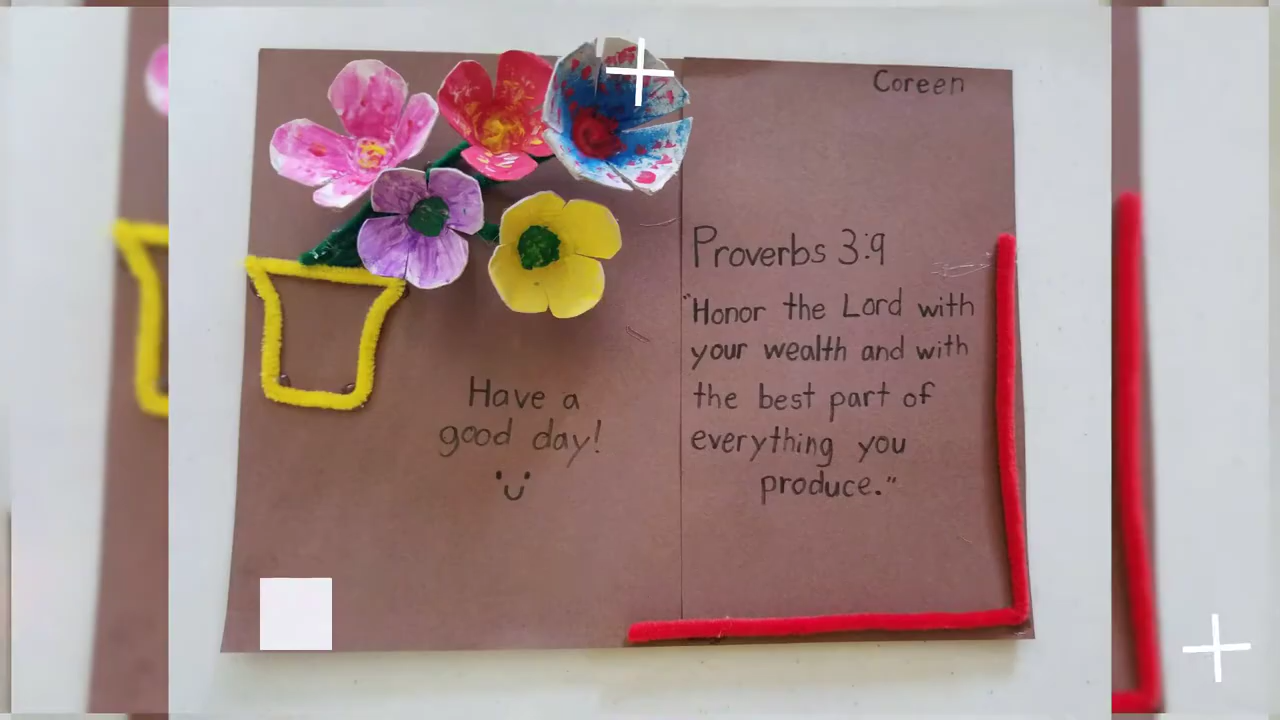 Coreen
Proverbs 3:9
"Honor the Lord with
your wealth and with
the best part of
everything you
produce."
Have a
good day!